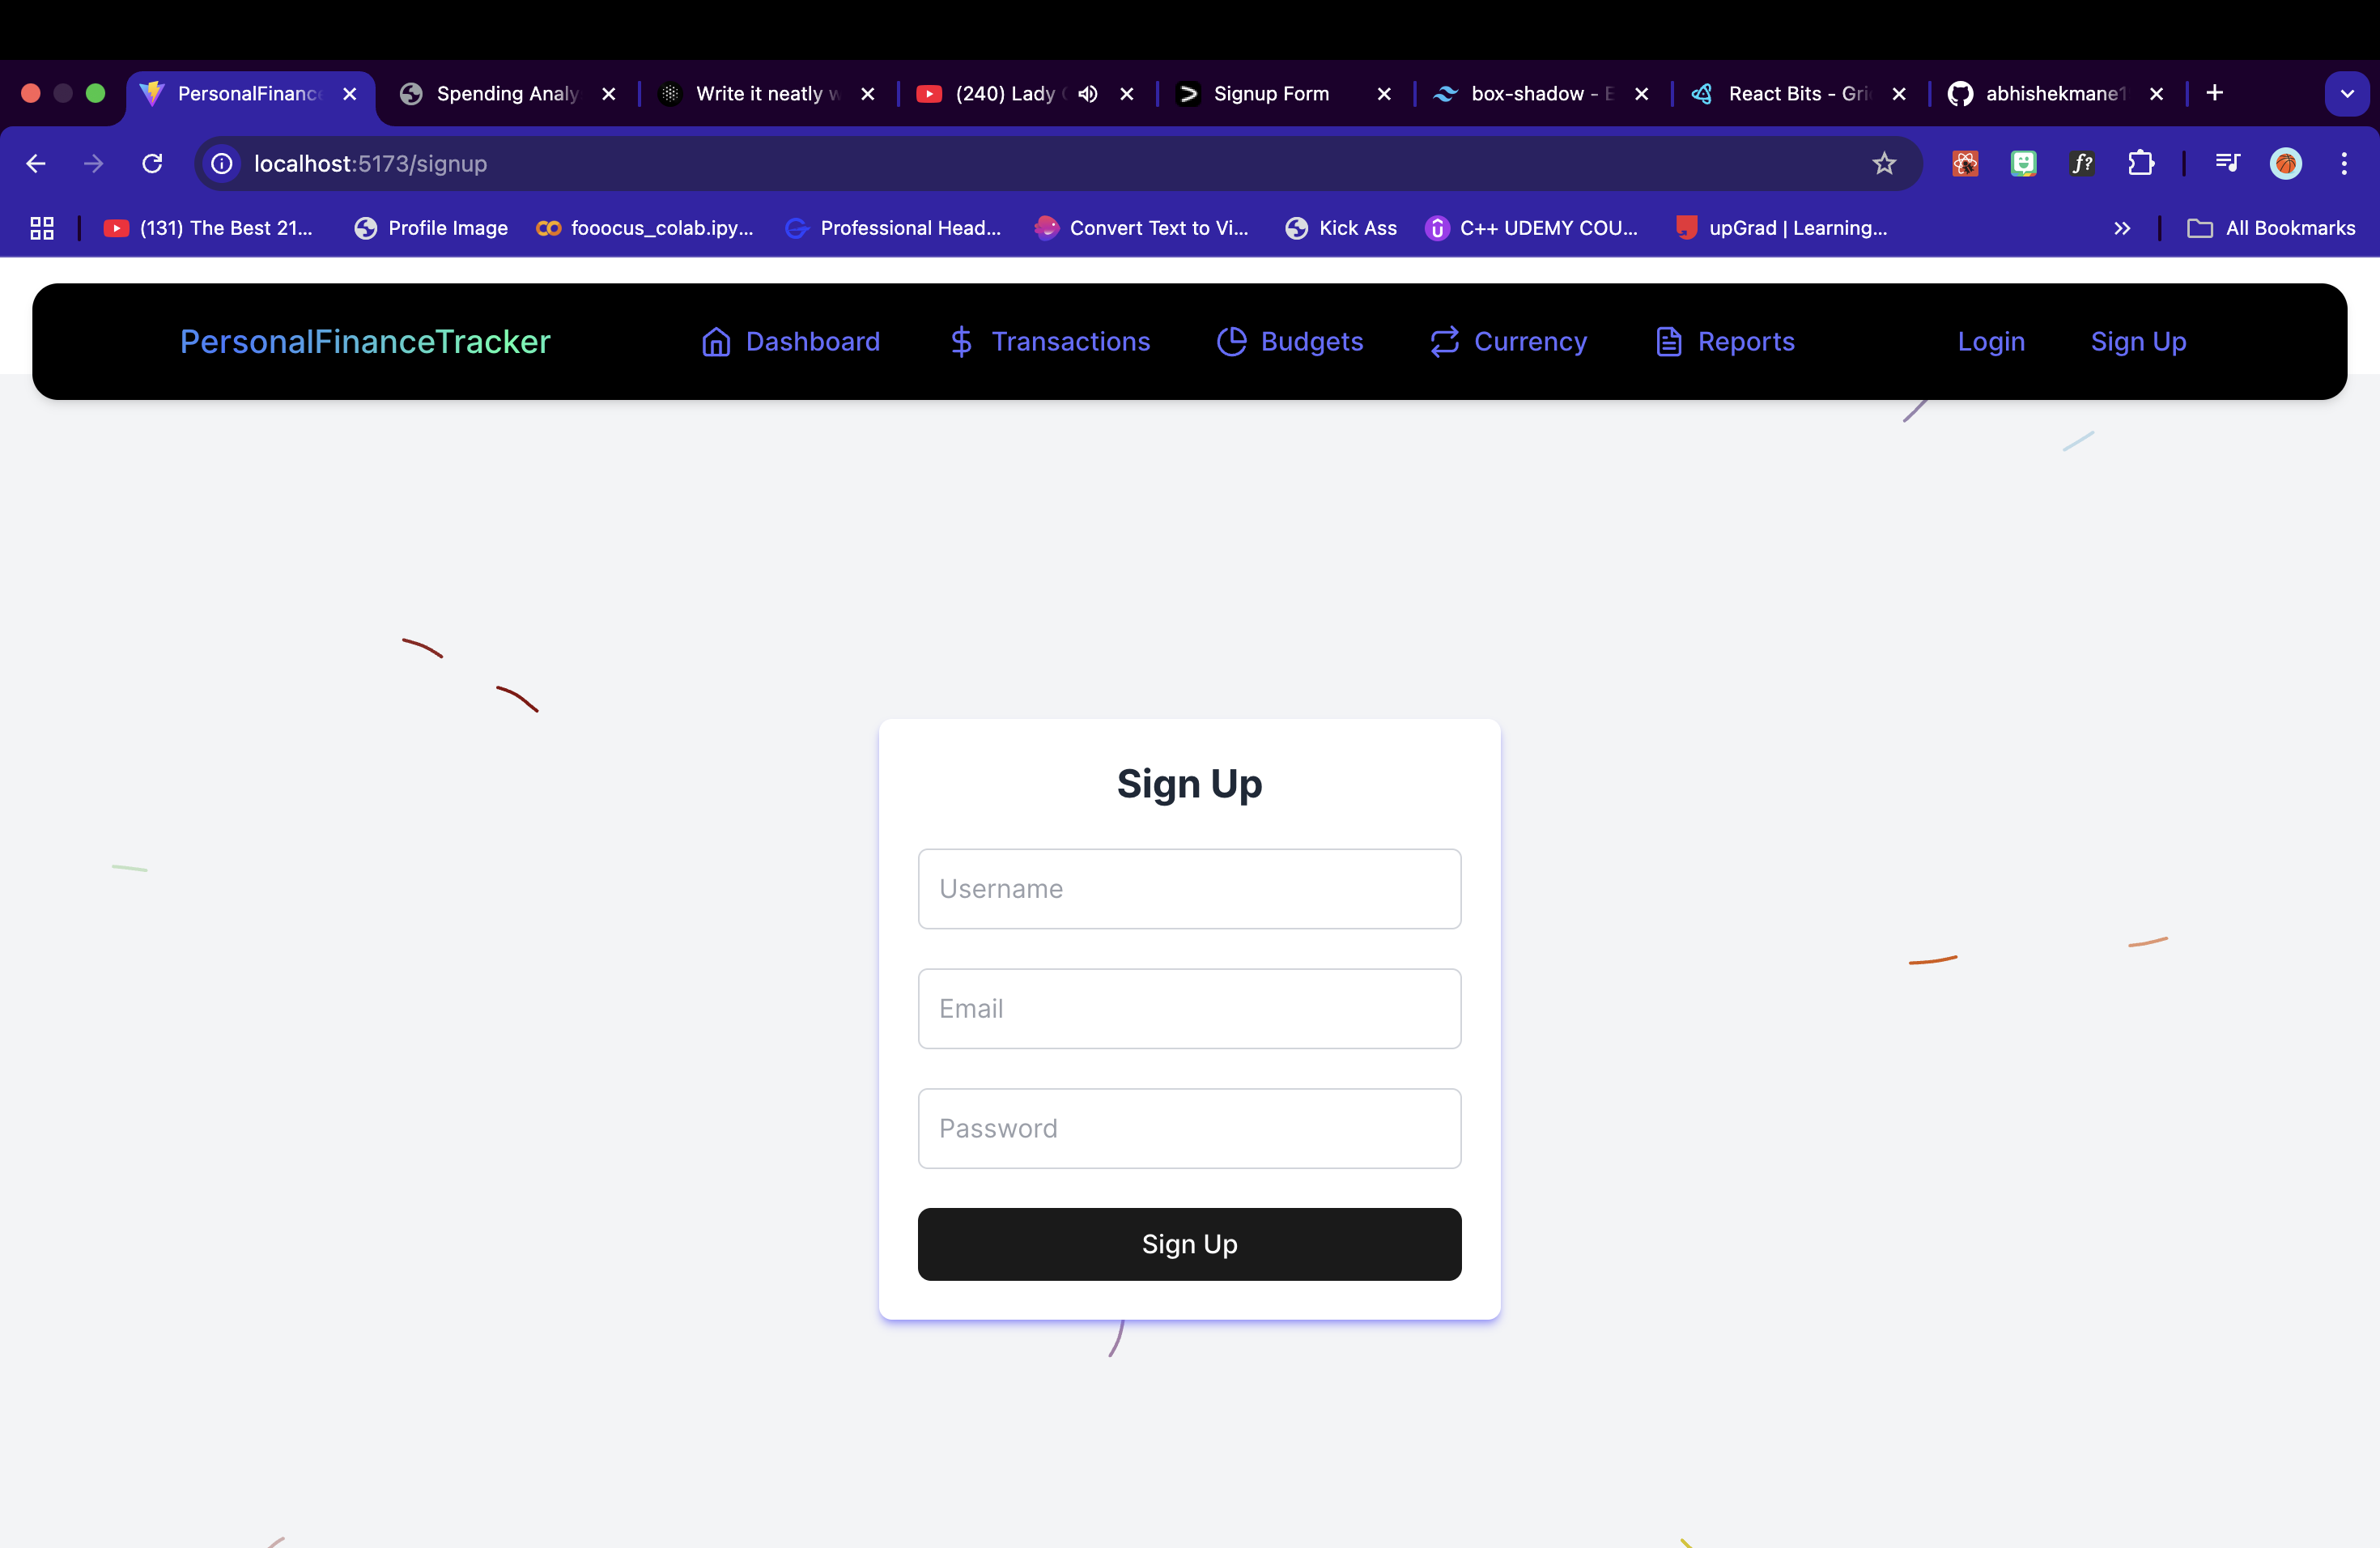 PersonalFinance
Spending Analy
Write it neatly w
(240) Lady
Signup Form
box-shadow - E
React Bits - Gri
abhishekmane1
localhost:5173/signup
f?
(131) The Best 21...
Profile Image
fooocus_colab.ipy...
Professional Head...
Convert Text to Vi...
Kick Ass
C++ UDEMY COU...
upGrad | Learning...
All Bookmarks
PersonalFinanceTracker
Dashboard
Transactions
Budgets
Currency
Reports
Login
Sign Up
Sign Up
Username
Email
Password
Sign Up